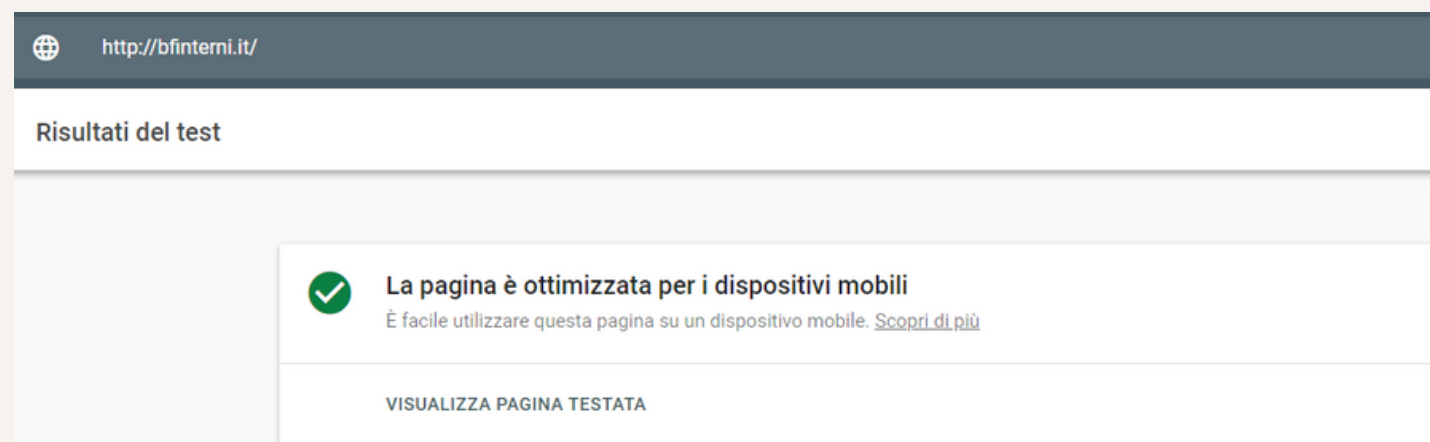 http://bfinterni.it/
Risultati del test
La pagina è ottimizzata per i dispositivi mobili
È facile utilizzare questa pagina su un dispositivo mobile. Scopri di più
VISUALIZZA PAGINA TESTATA